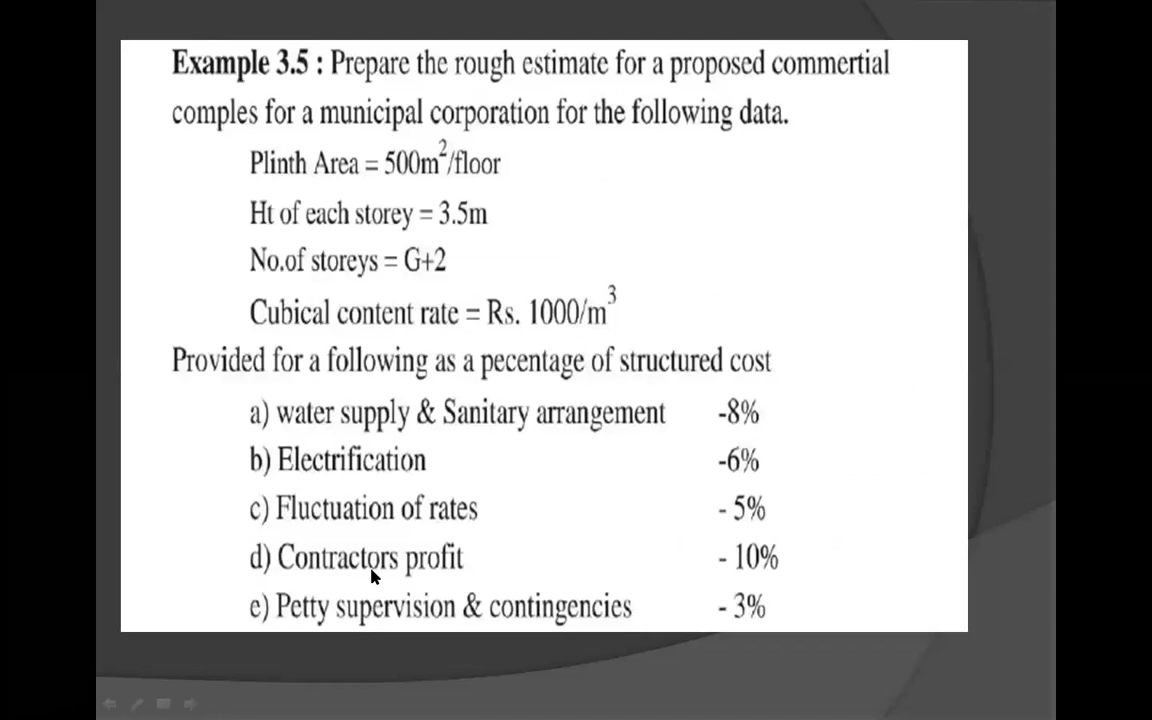 Example 3.5 : Prepare the rough estimate for a proposed commertial
comples for a municipal corporation for the following data.
Plinth Area = 500m²/floor
Ht of each storey = 3.5m
No.of storeys = G+2
Cubical content rate = Rs. 1000/m³
Provided for a following as a pecentage of structured cost
a) water supply & Sanitary arrangement -8%
b) Electrification -6%
c) Fluctuation of rates - 5%
d) Contractors profit - 10%
e) Petty supervision & contingencies - 3%